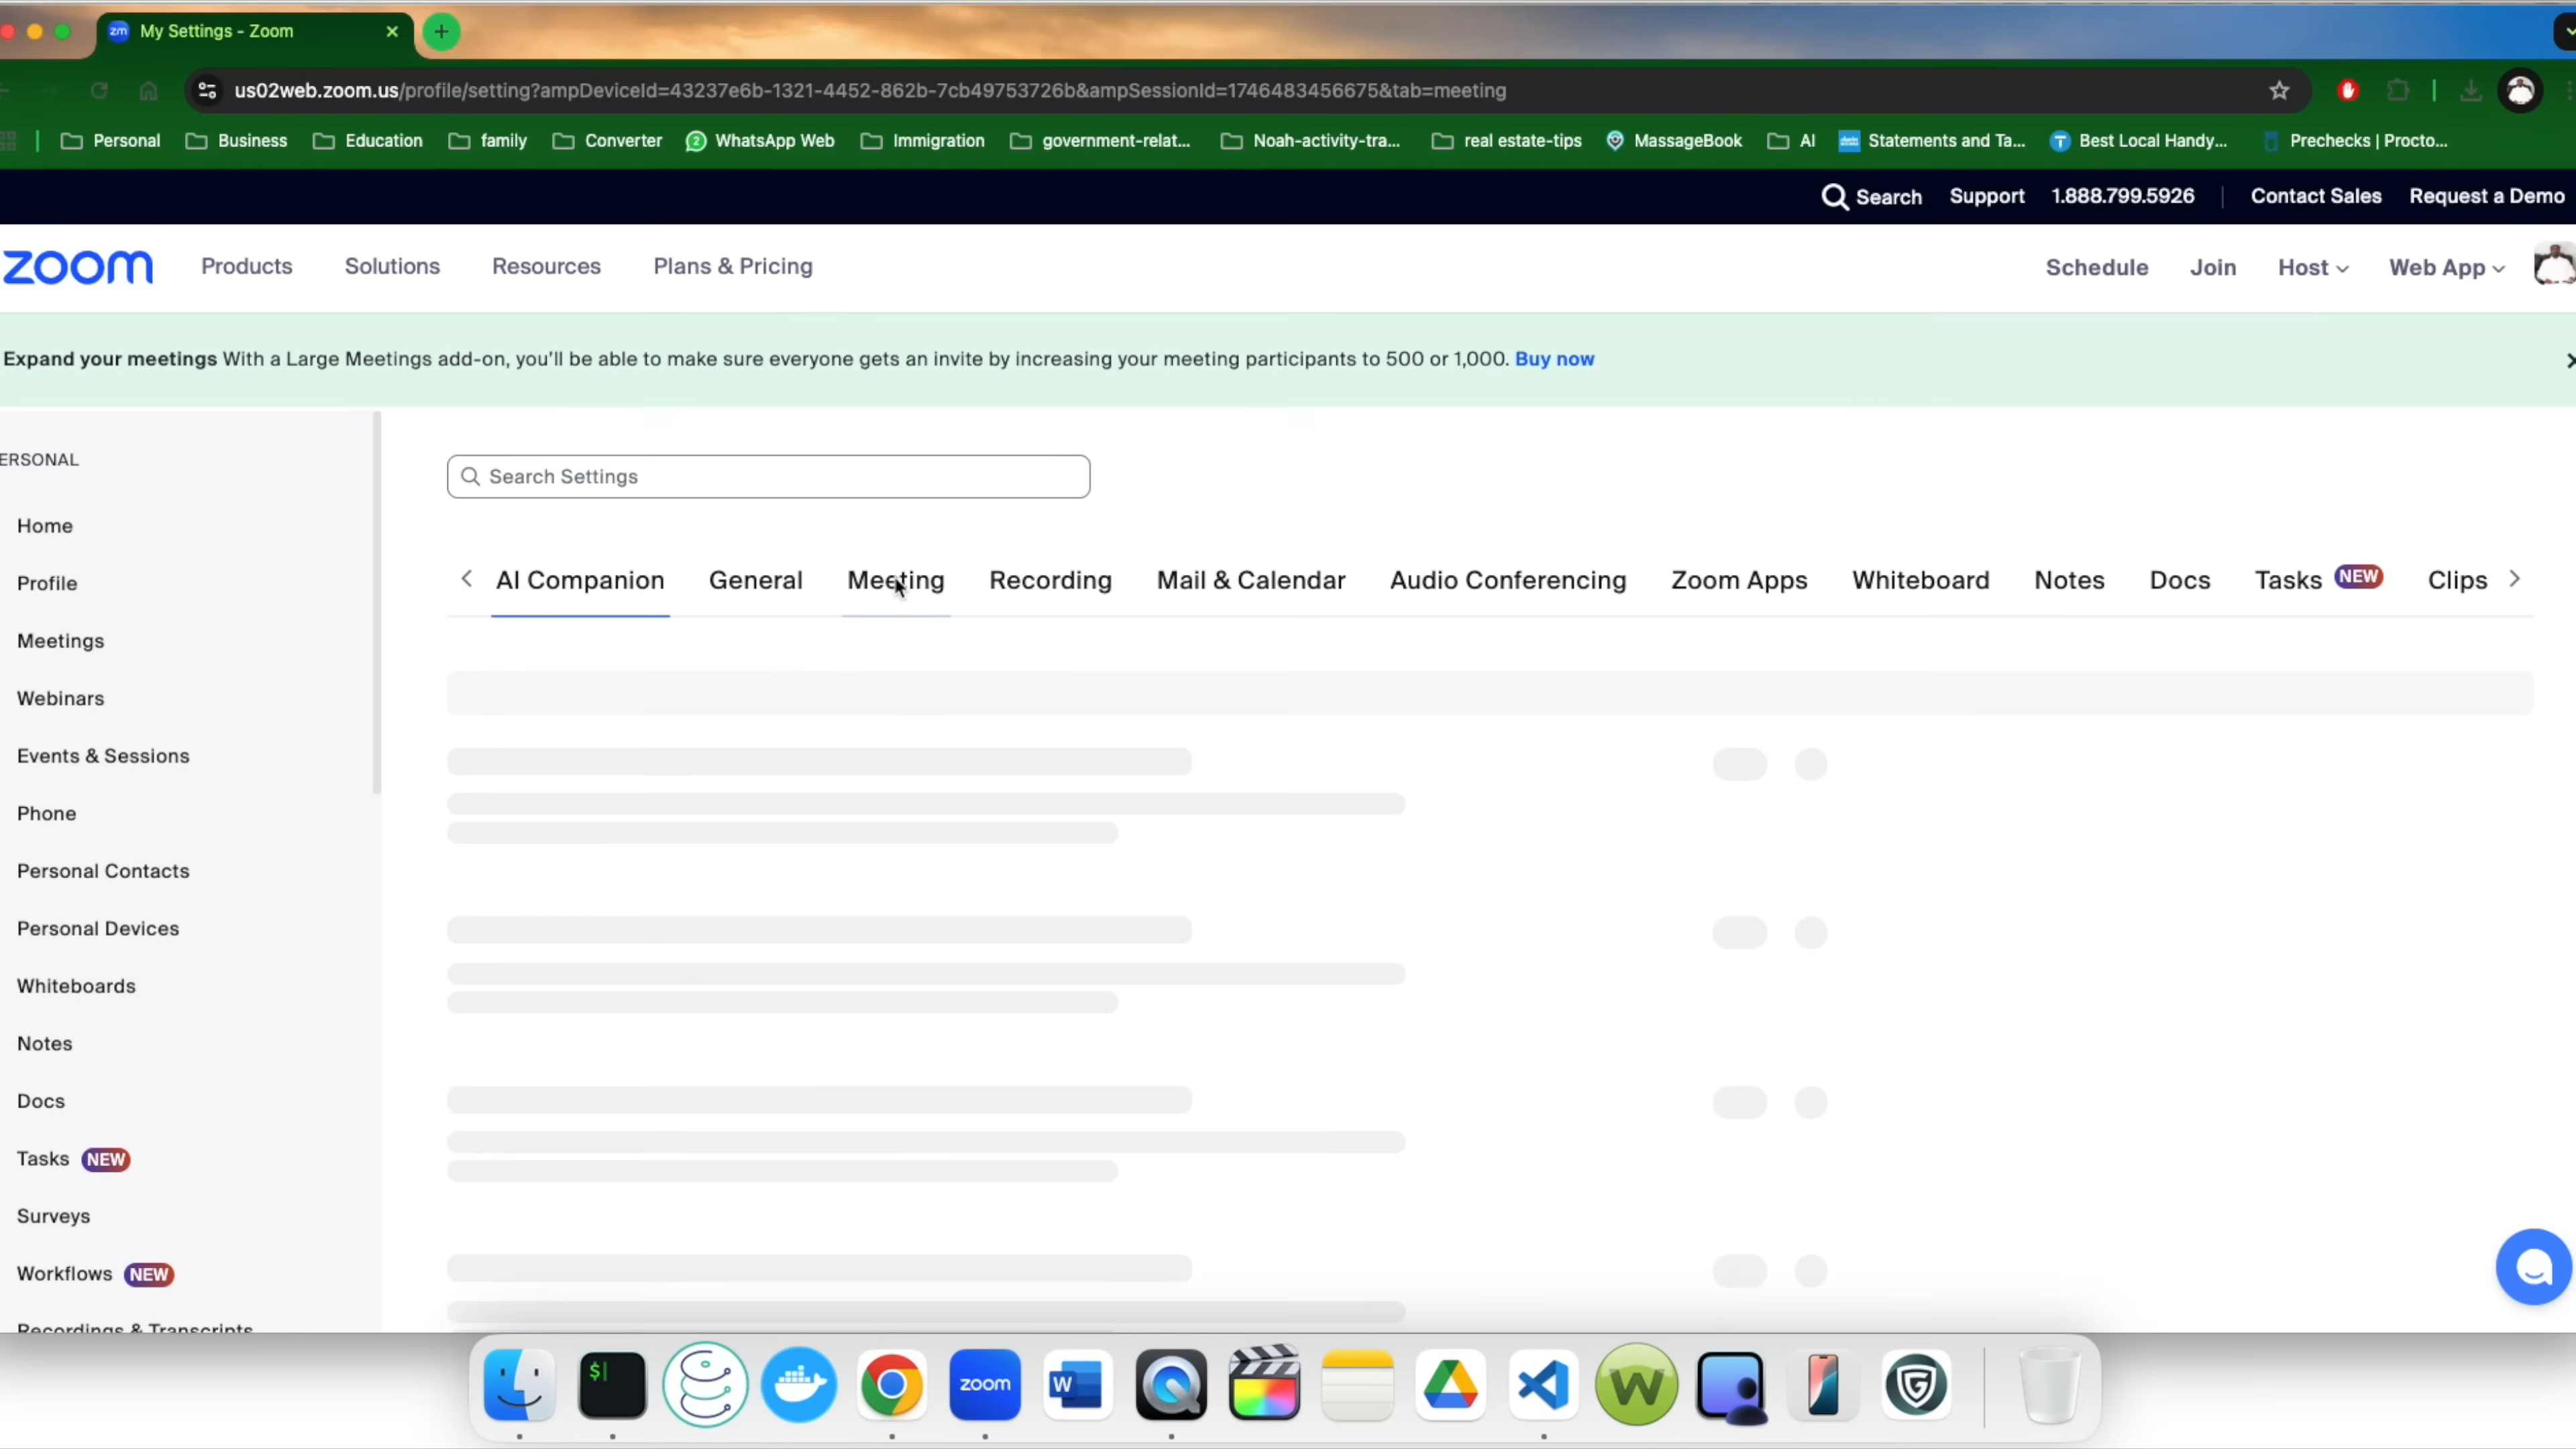 zm My Settings - Zoom
us02web.zoom.us/profile/setting?ampDeviceId=43237e6b-1321-4452-862b-7cb49753726b&ampSessionId=1746483456675&tab=meeting
Personal Business Education family Converter 2 WhatsApp Web Immigration government-relat... Noah-activity-tra... real estate-tips MassageBook AI Statements and Ta... Best Local Handy... Prechecks | Procto...
Search Support 1.888.799.5926 Contact Sales Request a Demo
zoom Products Solutions Resources Plans & Pricing Schedule Join Host Web App
Expand your meetings With a Large Meetings add-on, you'll be able to make sure everyone gets an invite by increasing your meeting participants to 500 or 1,000. Buy now
ERSONAL
Search Settings
Home
AI Companion General Meeting Recording Mail & Calendar Audio Conferencing Zoom Apps Whiteboard Notes Docs Tasks NEW Clips
Profile
Meetings
Webinars
Events & Sessions
Phone
Personal Contacts
Personal Devices
Whiteboards
Notes
Docs
Tasks NEW
Surveys
Workflows NEW
Recordings & Transcripts
$ zoom W W